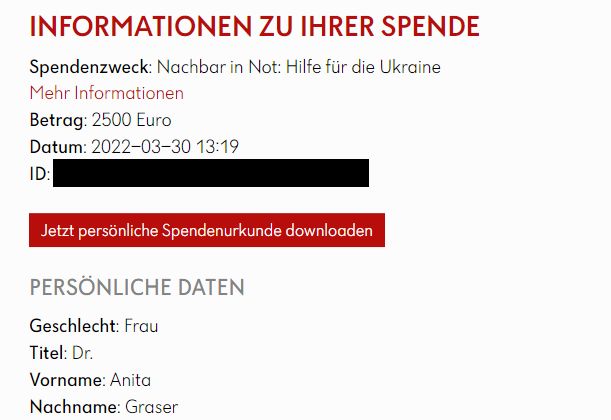 INFORMATIONEN ZU IHRER SPENDE
Spendenzweck: Nachbar in Not: Hilfe für die Ukraine
Mehr Informationen
Betrag: 2500 Euro
Datum: 2022-03-30 13:19
ID:
Jetzt persönliche Spendenurkunde downloaden
PERSÖNLICHE DATEN
Geschlecht: Frau
Titel: Dr.
Vorname: Anita
Nachname: Graser